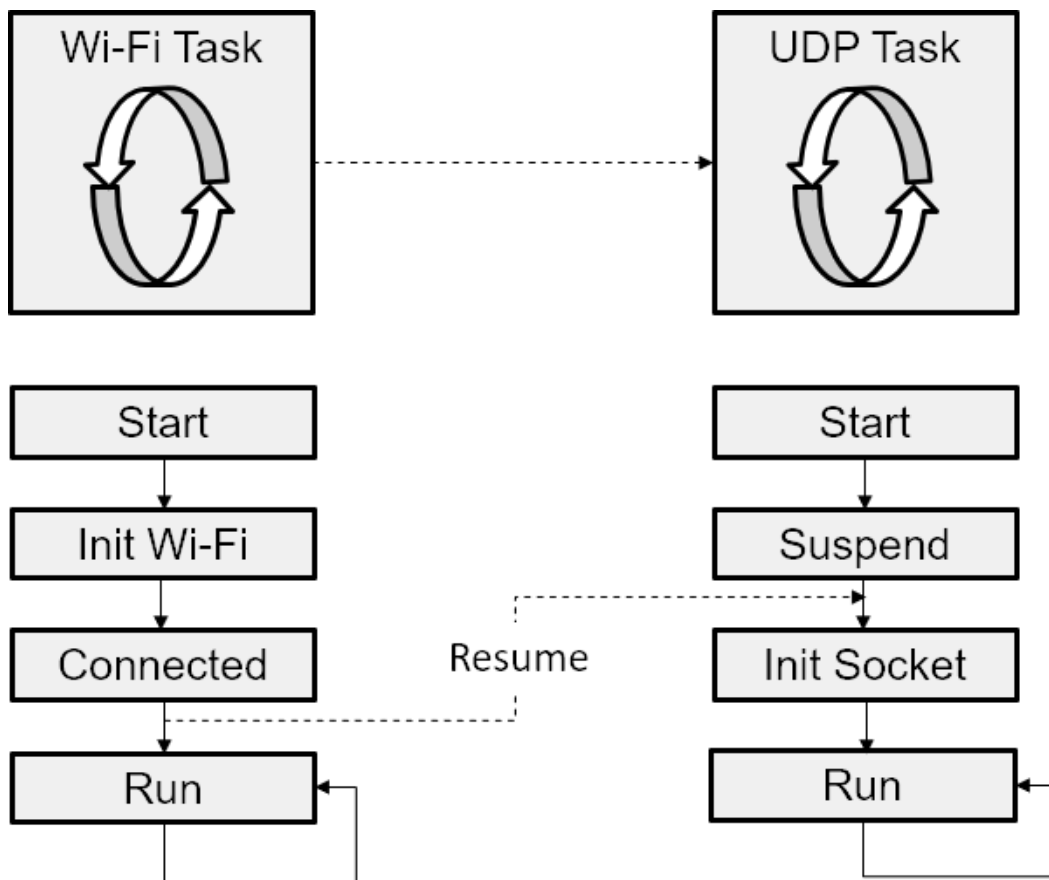 Wi-Fi Task
UDP Task
Start
Start
Init Wi-Fi
Suspend
Connected
Resume
Init Socket
Run
Run